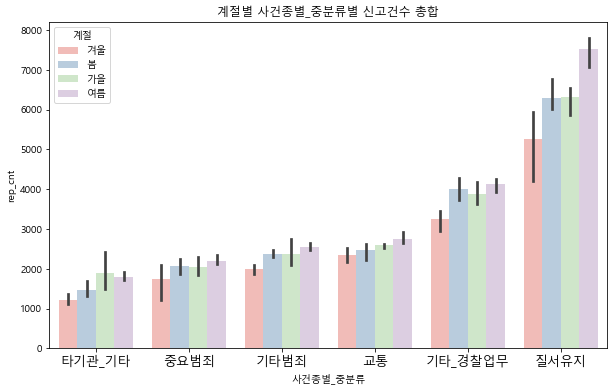 계절별 사건종별_중분류별 신고건수 총합
계절
겨울
봄
가을
여름
rep_cnt
8000
7000
6000
5000
4000
3000
2000
1000
0
타기관_기타 중요범죄 기타범죄 교통 기타_경찰업무 질서유지
사건종별_중분류